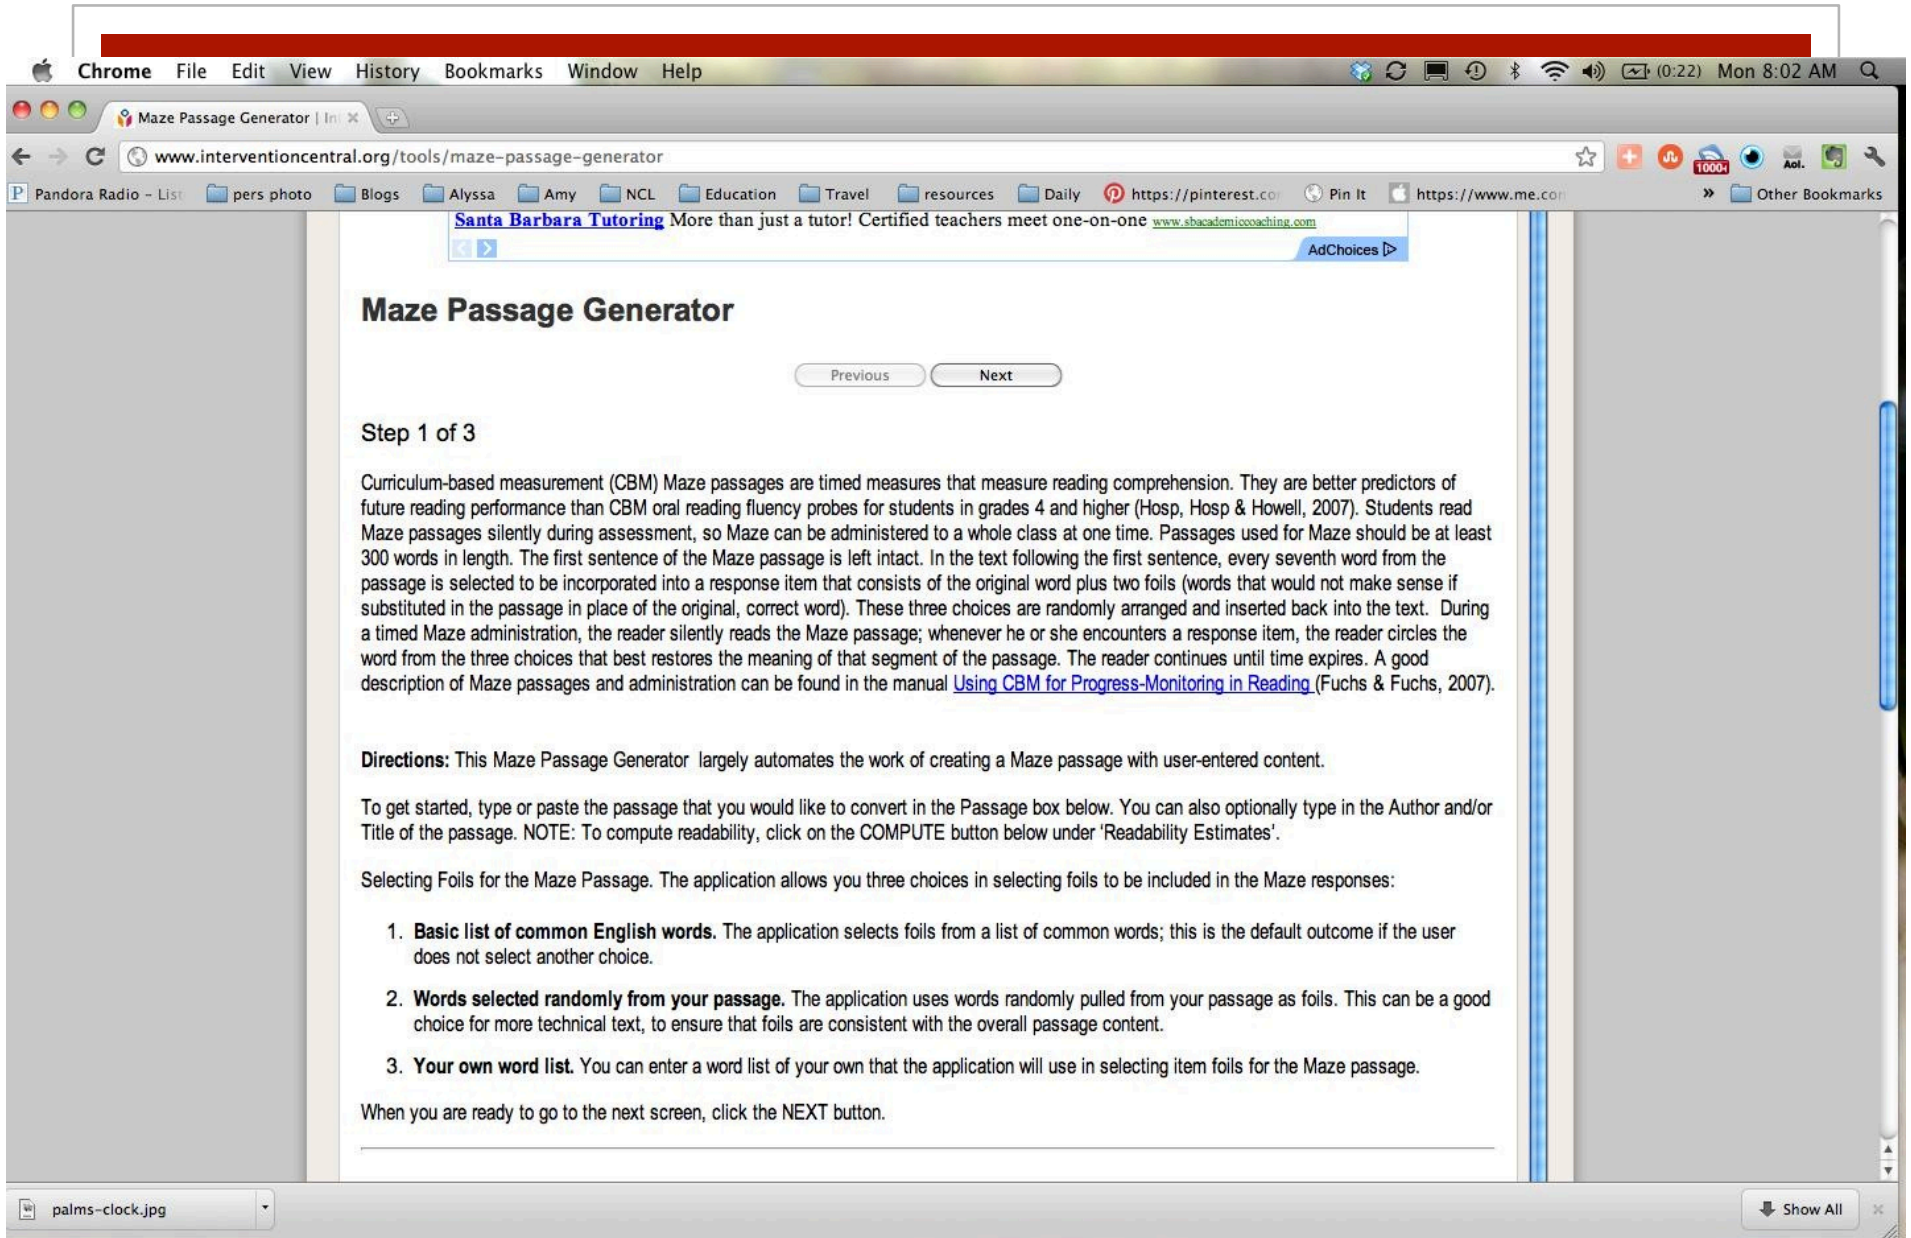 Chrome File Edit View History Bookmarks Window Help (0:22) Mon 8:02 AM
Maze Passage Generator | In
www.interventioncentral.org/tools/maze-passage-generator
1000+ Aol.
Pandora Radio – List pers photo Blogs Alyssa Amy NCL Education Travel resources Daily https://pinterest.co Pin It https://www.me.con » Other Bookmarks
Santa Barbara Tutoring More than just a tutor! Certified teachers meet one-on-one www.sbacademiccoaching.com
AdChoices
Maze Passage Generator
Previous Next
Step 1 of 3
Curriculum-based measurement (CBM) Maze passages are timed measures that measure reading comprehension. They are better predictors of
future reading performance than CBM oral reading fluency probes for students in grades 4 and higher (Hosp, Hosp & Howell, 2007). Students read
Maze passages silently during assessment, so Maze can be administered to a whole class at one time. Passages used for Maze should be at least
300 words in length. The first sentence of the Maze passage is left intact. In the text following the first sentence, every seventh word from the
passage is selected to be incorporated into a response item that consists of the original word plus two foils (words that would not make sense if
substituted in the passage in place of the original, correct word). These three choices are randomly arranged and inserted back into the text. During
a timed Maze administration, the reader silently reads the Maze passage; whenever he or she encounters a response item, the reader circles the
word from the three choices that best restores the meaning of that segment of the passage. The reader continues until time expires. A good
description of Maze passages and administration can be found in the manual Using CBM for Progress-Monitoring in Reading (Fuchs & Fuchs, 2007).
Directions: This Maze Passage Generator largely automates the work of creating a Maze passage with user-entered content.
To get started, type or paste the passage that you would like to convert in the Passage box below. You can also optionally type in the Author and/or
Title of the passage. NOTE: To compute readability, click on the COMPUTE button below under 'Readability Estimates'.
Selecting Foils for the Maze Passage. The application allows you three choices in selecting foils to be included in the Maze responses:
1. Basic list of common English words. The application selects foils from a list of common words; this is the default outcome if the user
does not select another choice.
2. Words selected randomly from your passage. The application uses words randomly pulled from your passage as foils. This can be a good
choice for more technical text, to ensure that foils are consistent with the overall passage content.
3. Your own word list. You can enter a word list of your own that the application will use in selecting item foils for the Maze passage.
When you are ready to go to the next screen, click the NEXT button.
palms-clock.jpg Show All